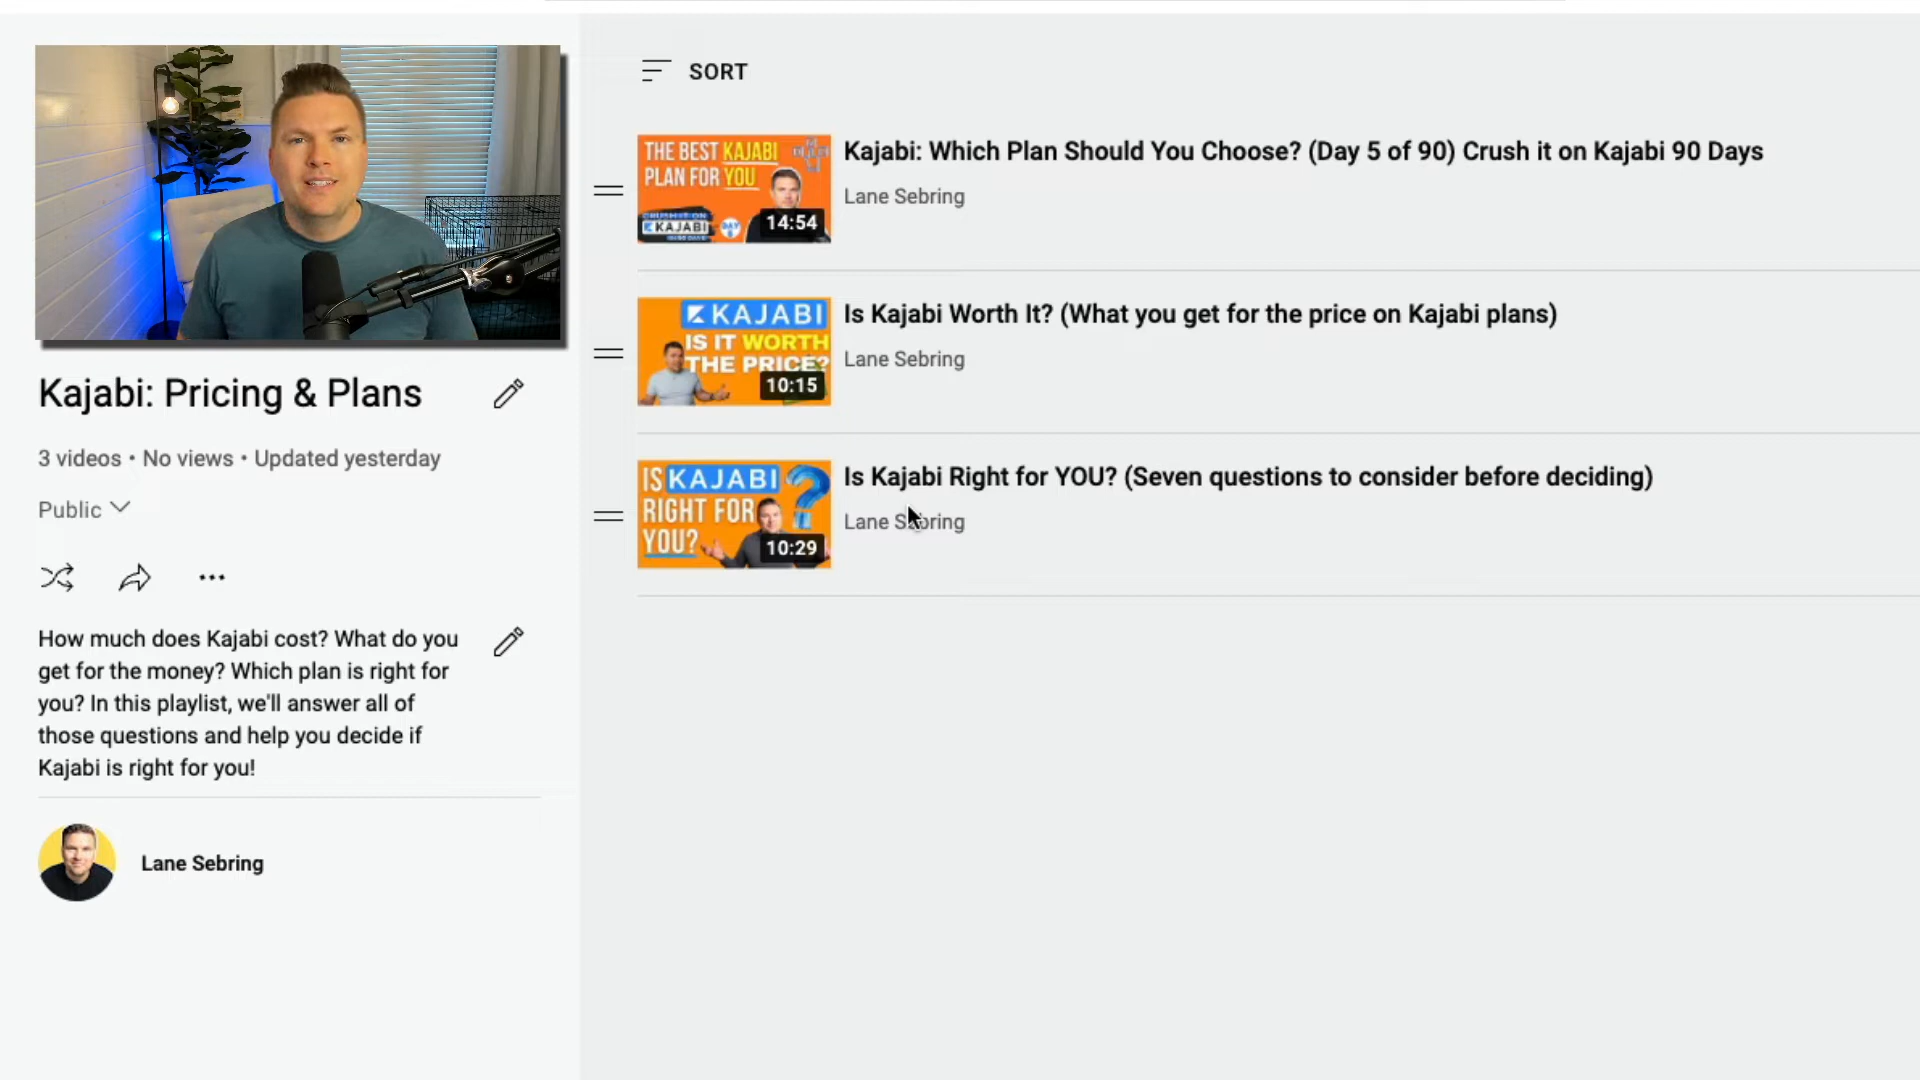 Kajabi: Pricing & Plans
3 videos • No views • Updated yesterday
Public
How much does Kajabi cost? What do you
get for the money? Which plan is right for
you? In this playlist, we'll answer all of
those questions and help you decide if
Kajabi is right for you!
Lane Sebring
SORT
THE BEST KAJABI
PLAN FOR YOU
CRUSH IT ON
KAJABI
DAY
14:54
Kajabi: Which Plan Should You Choose? (Day 5 of 90) Crush it on Kajabi 90 Days
Lane Sebring
KAJABI
IS IT WORTH
THE PRICE?
10:15
Is Kajabi Worth It? (What you get for the price on Kajabi plans)
Lane Sebring
IS KAJABI
RIGHT FOR
YOU?
?
10:29
Is Kajabi Right for YOU? (Seven questions to consider before deciding)
Lane Sebring